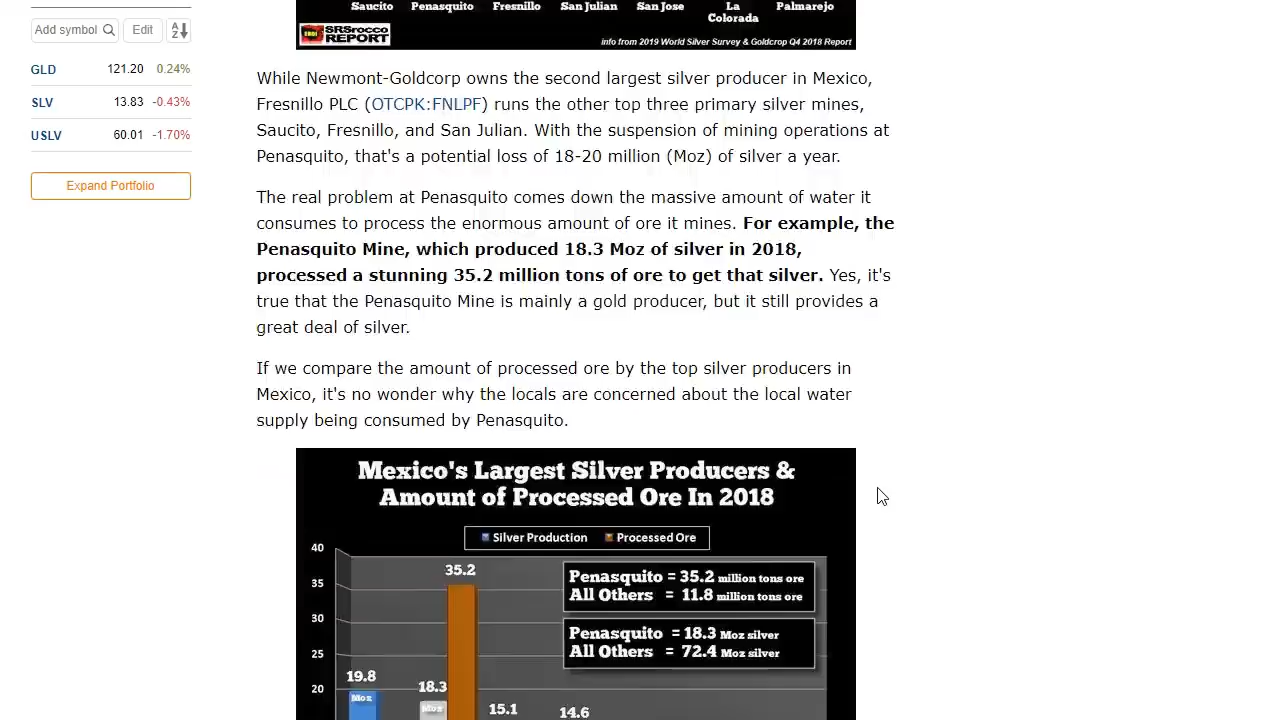 Add symbol
Edit
A
Z
GLD 121.20 0.24%
SLV 13.83 -0.43%
USLV 60.01 -1.70%
Expand Portfolio
Saucito Penasquito Fresnillo San Julian San Jose La Colorada Palmarejo
SRSrocco
REPORT
info from 2019 World Silver Survey & Goldcrop Q4 2018 Report
While Newmont-Goldcorp owns the second largest silver producer in Mexico,
Fresnillo PLC (OTCPK:FNLPF) runs the other top three primary silver mines,
Saucito, Fresnillo, and San Julian. With the suspension of mining operations at
Penasquito, that's a potential loss of 18-20 million (Moz) of silver a year.
The real problem at Penasquito comes down the massive amount of water it
consumes to process the enormous amount of ore it mines. For example, the
Penasquito Mine, which produced 18.3 Moz of silver in 2018,
processed a stunning 35.2 million tons of ore to get that silver. Yes, it's
true that the Penasquito Mine is mainly a gold producer, but it still provides a
great deal of silver.
If we compare the amount of processed ore by the top silver producers in
Mexico, it's no wonder why the locals are concerned about the local water
supply being consumed by Penasquito.
Mexico's Largest Silver Producers &
Amount of Processed Ore In 2018
Silver Production Processed Ore
40
35
30
25
20
35.2
Penasquito = 35.2 million tons ore
All Others = 11.8 million tons ore
Penasquito = 18.3 Moz silver
All Others = 72.4 Moz silver
19.8
Moz
18.3
Moz
15.1
14.6